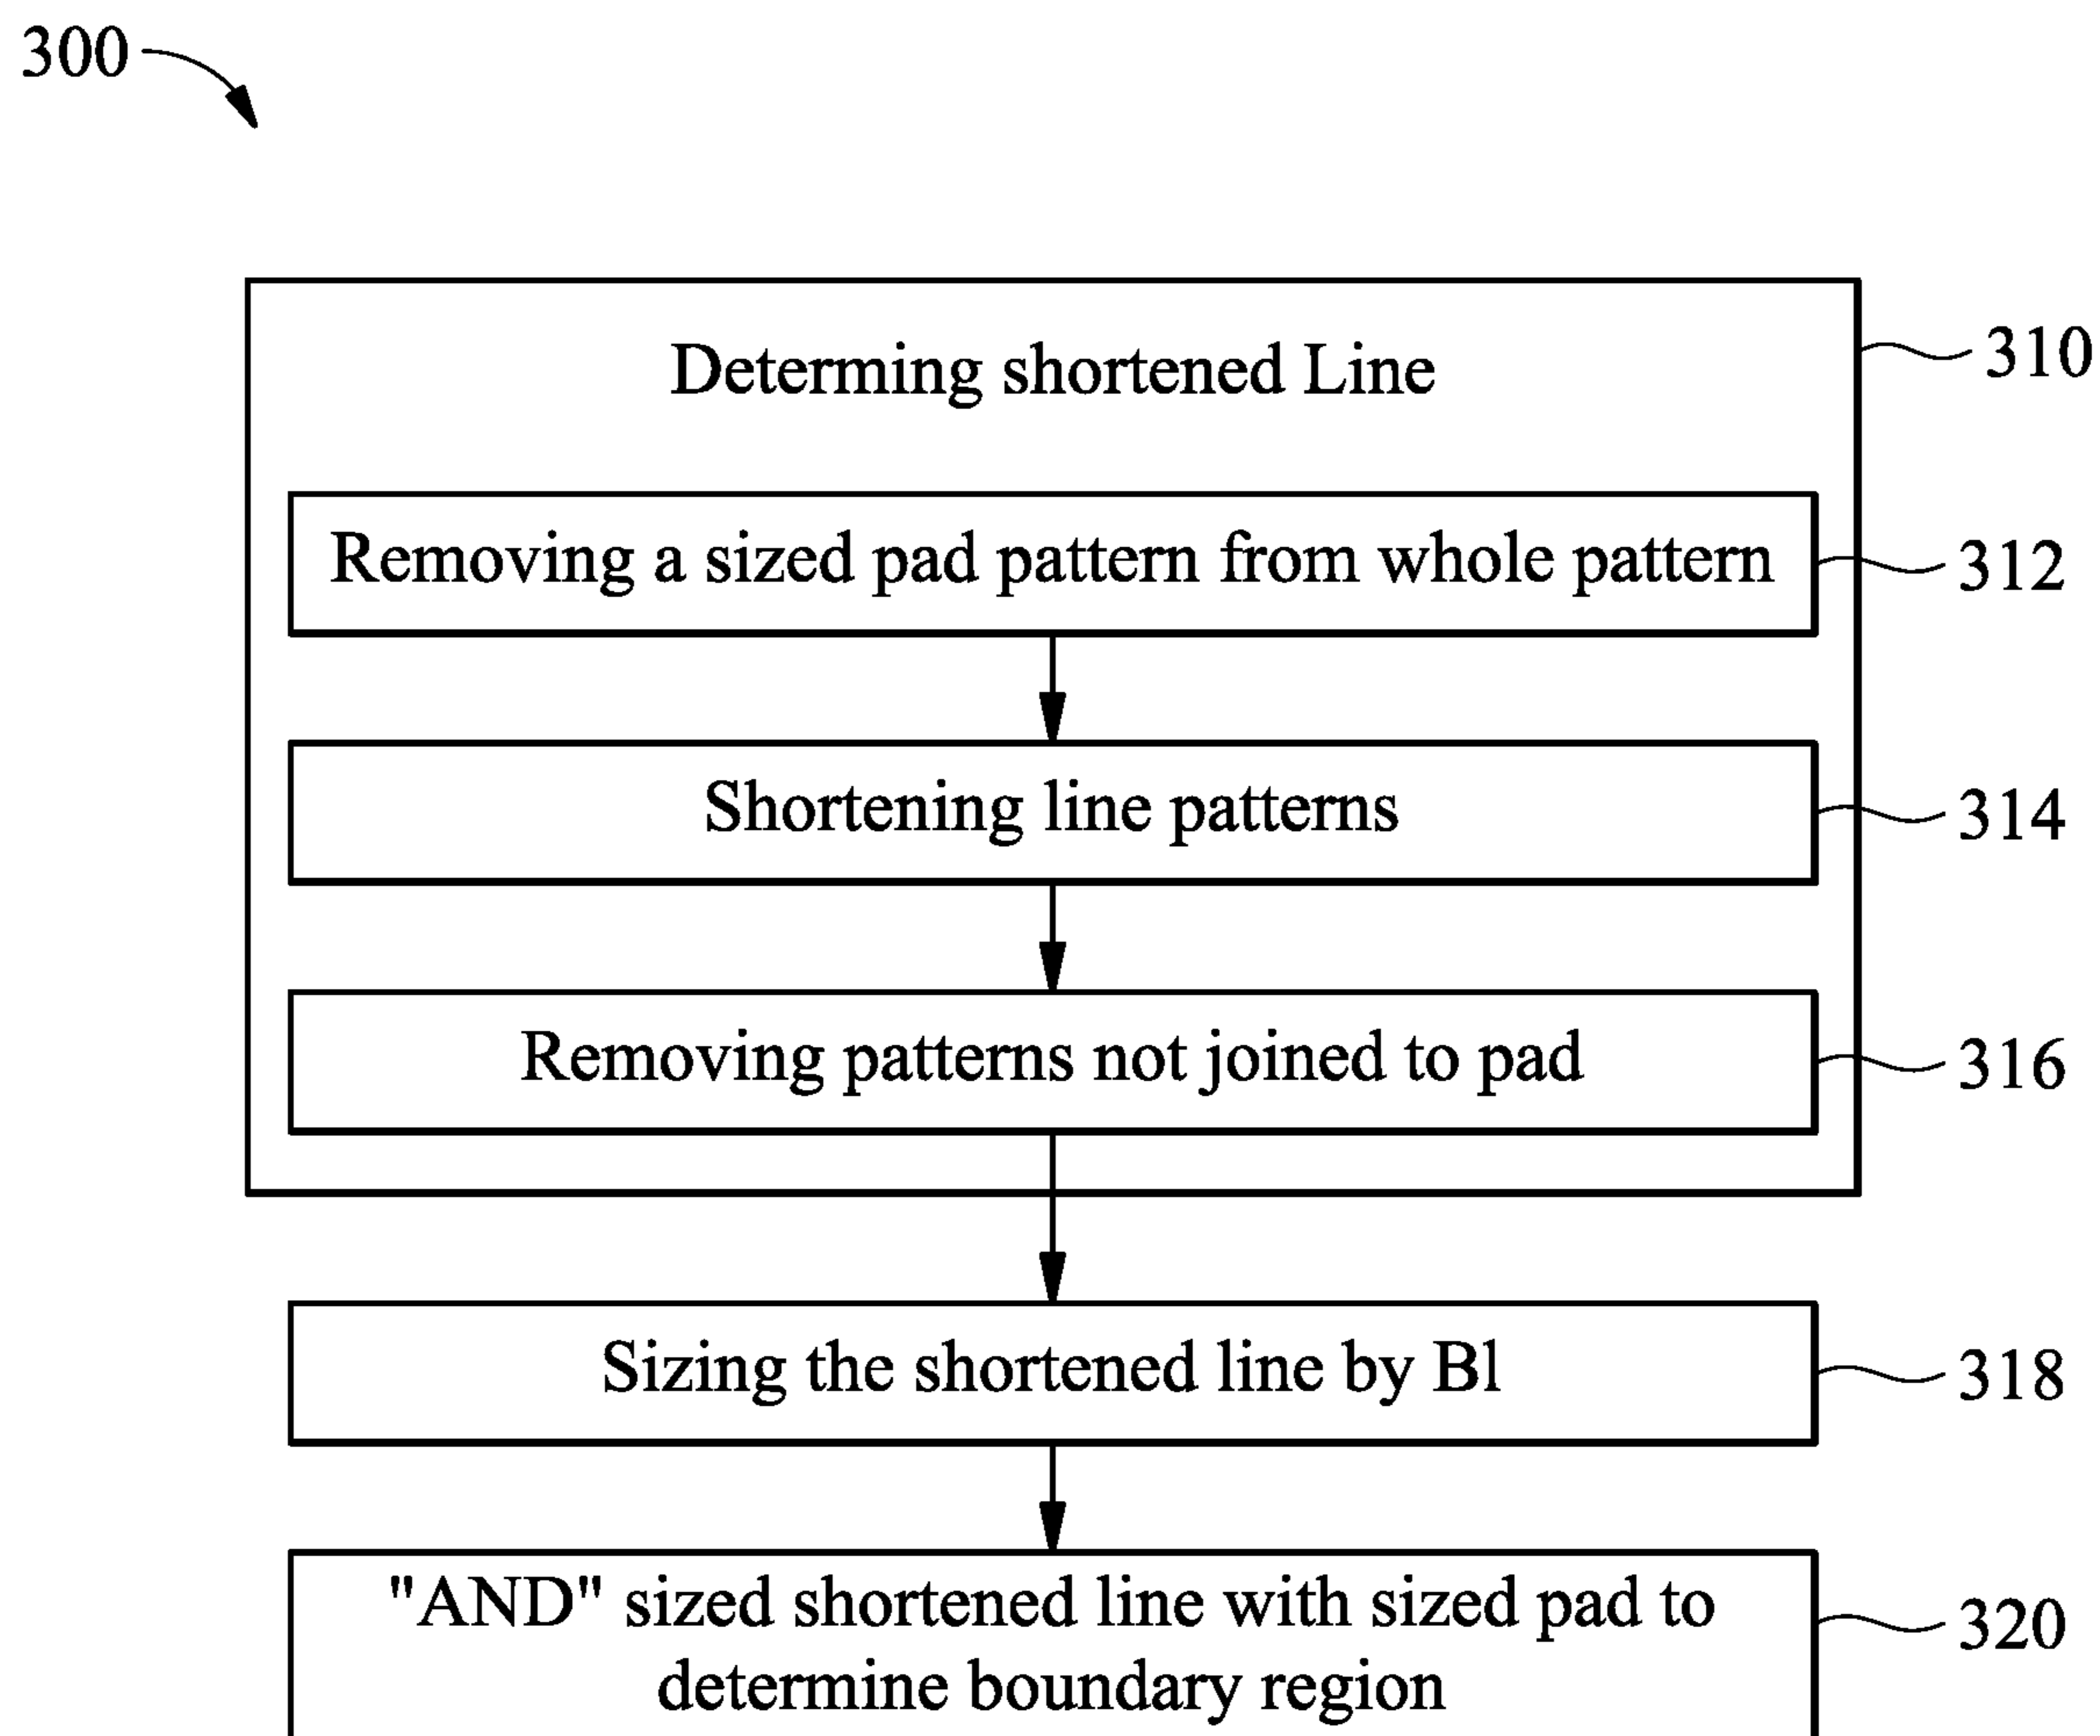 300
Determing shortened Line
310
Removing a sized pad pattern from whole pattern
312
Shortening line patterns
314
Removing patterns not joined to pad
316
Sizing the shortened line by Bl
318
"AND" sized shortened line with sized pad to
determine boundary region
320